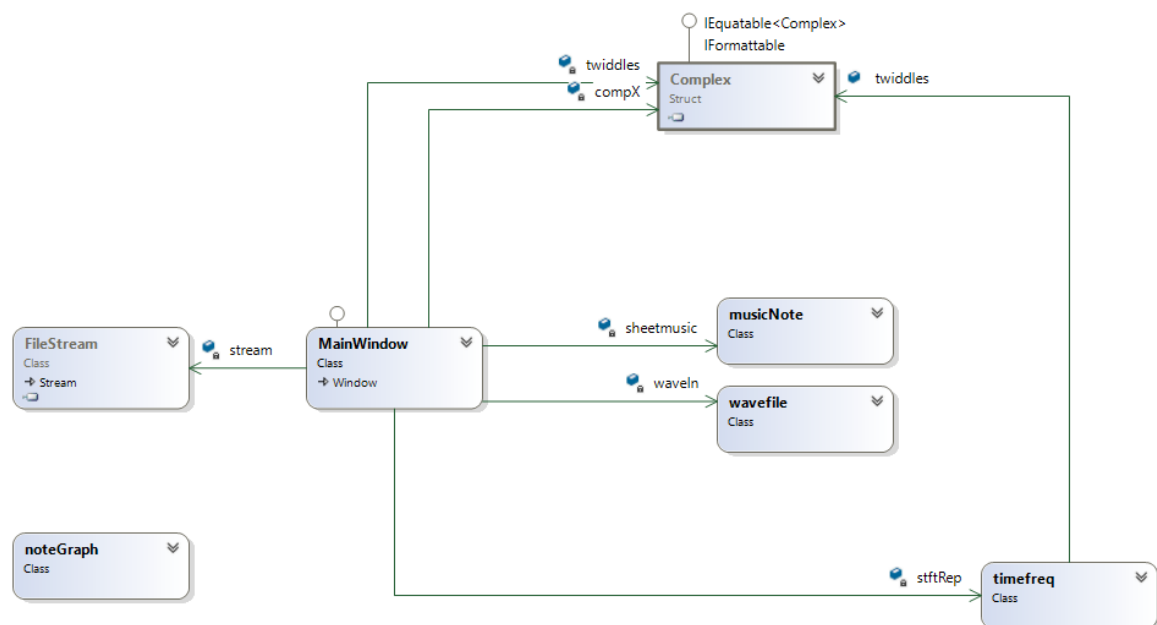 IEquatable<Complex>
IFormattable
twiddles
compX
Complex
Struct
twiddles
FileStream
Class
Stream
stream
MainWindow
Class
Window
sheetmusic
musicNote
Class
waveIn
wavefile
Class
noteGraph
Class
stftRep
timefreq
Class